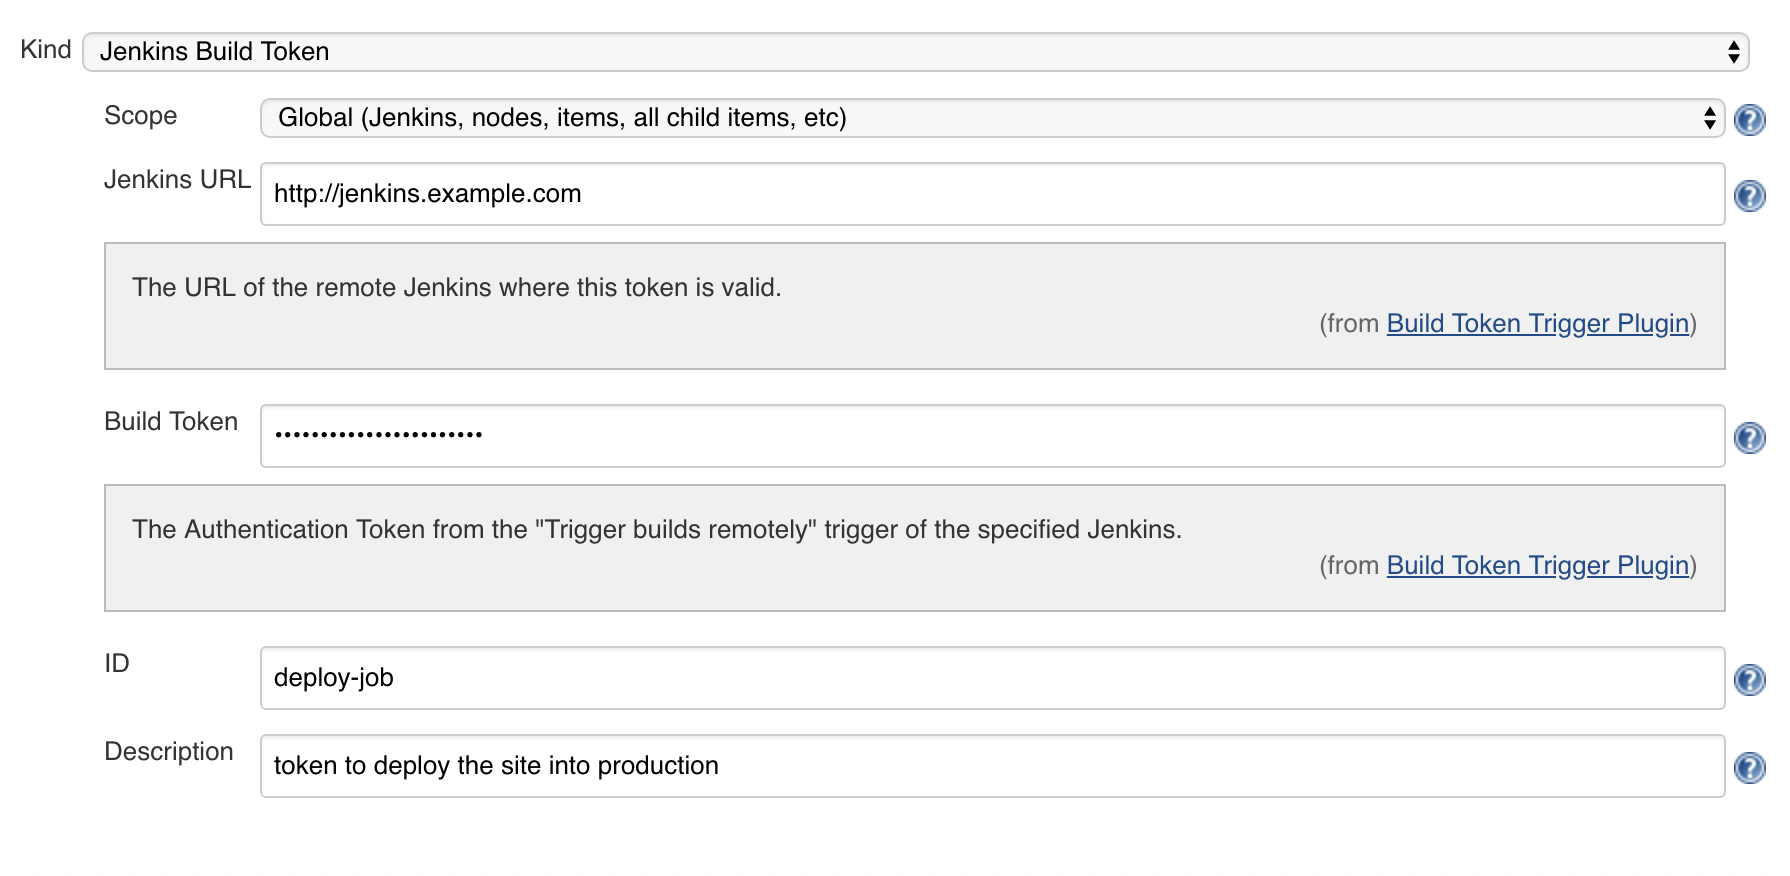 Kind Jenkins Build Token
Scope Global (Jenkins, nodes, items, all child items, etc)
Jenkins URL http://jenkins.example.com
The URL of the remote Jenkins where this token is valid.
(from Build Token Trigger Plugin)
Build Token •••••••••••••••••••••••
The Authentication Token from the "Trigger builds remotely" trigger of the specified Jenkins.
(from Build Token Trigger Plugin)
ID deploy-job
Description token to deploy the site into production